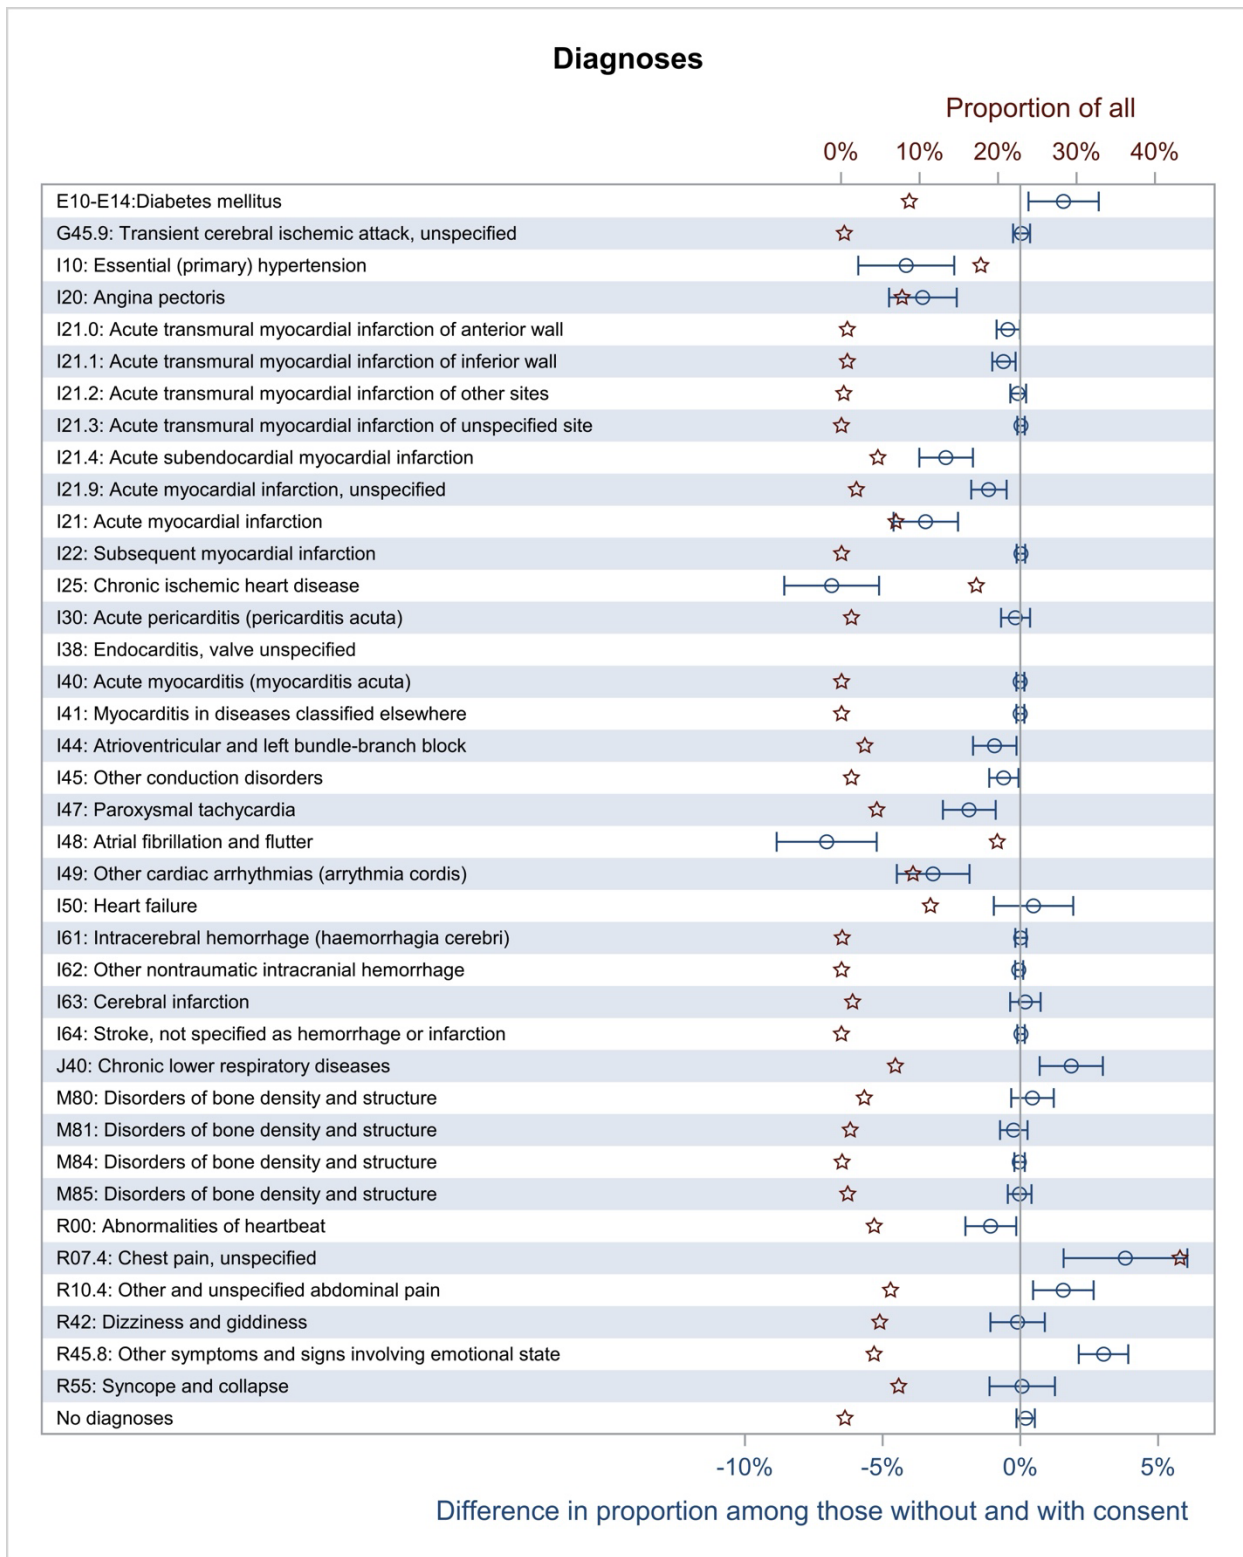 Diagnoses
Proportion of all
0% 10% 20% 30% 40%
E10-E14:Diabetes mellitus
G45.9: Transient cerebral ischemic attack, unspecified
I10: Essential (primary) hypertension
I20: Angina pectoris
I21.0: Acute transmural myocardial infarction of anterior wall
I21.1: Acute transmural myocardial infarction of inferior wall
I21.2: Acute transmural myocardial infarction of other sites
I21.3: Acute transmural myocardial infarction of unspecified site
I21.4: Acute subendocardial myocardial infarction
I21.9: Acute myocardial infarction, unspecified
I21: Acute myocardial infarction
I22: Subsequent myocardial infarction
I25: Chronic ischemic heart disease
I30: Acute pericarditis (pericarditis acuta)
I38: Endocarditis, valve unspecified
I40: Acute myocarditis (myocarditis acuta)
I41: Myocarditis in diseases classified elsewhere
I44: Atrioventricular and left bundle-branch block
I45: Other conduction disorders
I47: Paroxysmal tachycardia
I48: Atrial fibrillation and flutter
I49: Other cardiac arrhythmias (arrythmia cordis)
I50: Heart failure
I61: Intracerebral hemorrhage (haemorrhagia cerebri)
I62: Other nontraumatic intracranial hemorrhage
I63: Cerebral infarction
I64: Stroke, not specified as hemorrhage or infarction
J40: Chronic lower respiratory diseases
M80: Disorders of bone density and structure
M81: Disorders of bone density and structure
M84: Disorders of bone density and structure
M85: Disorders of bone density and structure
R00: Abnormalities of heartbeat
R07.4: Chest pain, unspecified
R10.4: Other and unspecified abdominal pain
R42: Dizziness and giddiness
R45.8: Other symptoms and signs involving emotional state
R55: Syncope and collapse
No diagnoses
-10% -5% 0% 5%
Difference in proportion among those without and with consent